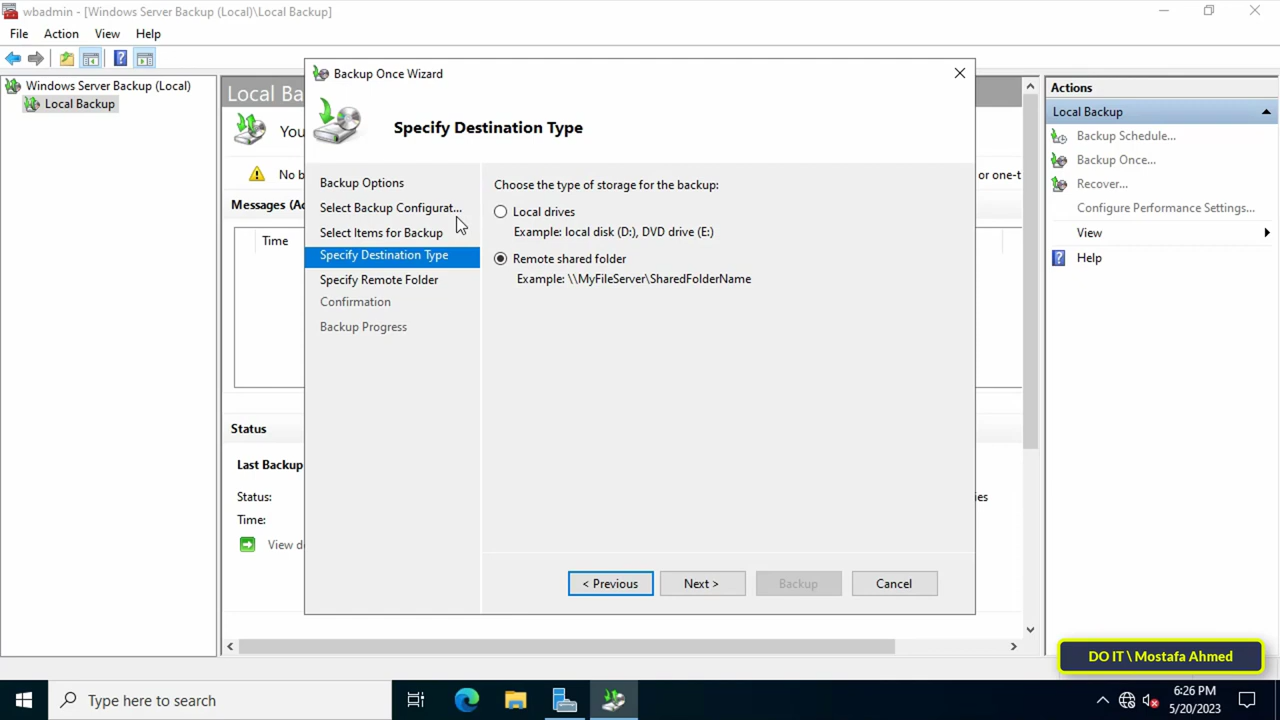 wbadmin - [Windows Server Backup (Local)\Local Backup]
File Action View Help
Windows Server Backup (Local)
Local Backup
Local Ba
You
No b
or one-t
Messages (Ac
Time
Status
Last Backup
Status:
ies
Time:
View de
Backup Once Wizard
Specify Destination Type
Backup Options
Select Backup Configurat...
Select Items for Backup
Specify Destination Type
Specify Remote Folder
Confirmation
Backup Progress
Choose the type of storage for the backup:
Local drives
Example: local disk (D:), DVD drive (E:)
Remote shared folder
Example: \\MyFileServer\SharedFolderName
< Previous Next > Backup Cancel
Actions
Local Backup
Backup Schedule...
Backup Once...
Recover...
Configure Performance Settings...
View
Help
DO IT \ Mostafa Ahmed
Type here to search
6:26 PM
5/20/2023